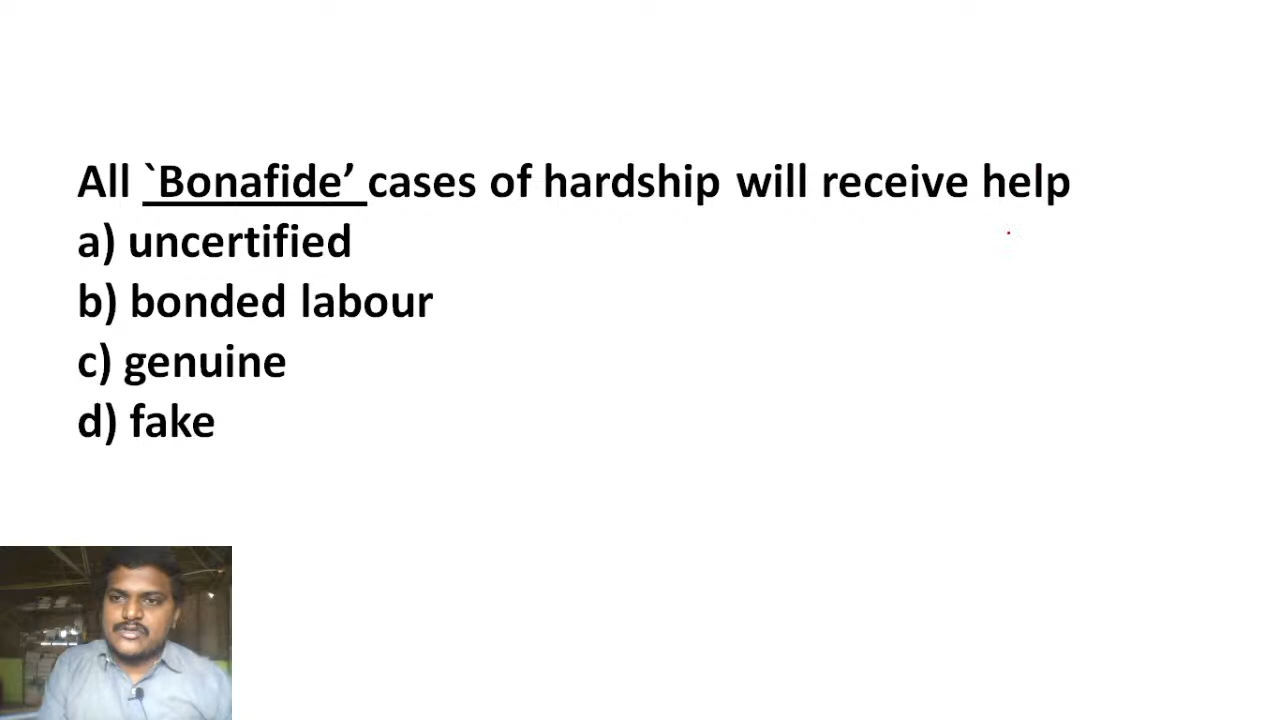 All `Bonafide’ cases of hardship will receive help
a) uncertified
b) bonded labour
c) genuine
d) fake